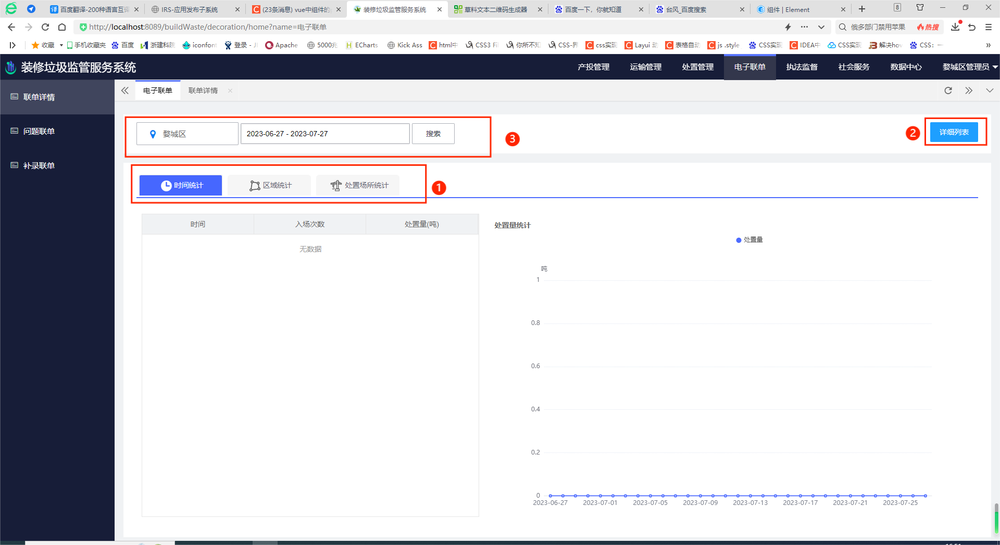 译 百度翻译-200种语言互译
IRS-应用发布子系统
(23条消息) vue中组件的
装修垃圾监管服务系统
草料文本二维码生成器
百度一下，你就知道
台风_百度搜索
组件 | Element
8
http://localhost:8089/buildWaste/decoration/home?name=电子联单
俄多部门禁用苹果
热搜
收藏
手机收藏夹
百度
浙建科院
iconfont
登录 - JI
Apache
5000兆
ECharts
Kick Ass
html中
CSS3 Fil
你所不知
CSS-界
css实现
Layui 动
表格自动
js .style
CSS实现
IDEA中
CSS实现
解决hov
CSS: 一
装修垃圾监管服务系统
产投管理
运输管理
处置管理
电子联单
执法监督
社会服务
数据中心
婺城区管理员
联单详情
问题联单
补录联单
电子联单
联单详情
婺城区
2023-06-27 - 2023-07-27
搜索
3
2
详细列表
时间统计
区域统计
处置场所统计
1
时间
入场次数
处置量(吨)
无数据
处置量统计
处置量
吨
1
0.8
0.6
0.4
0.2
0
2023-06-27
2023-07-01
2023-07-05
2023-07-09
2023-07-13
2023-07-17
2023-07-21
2023-07-25